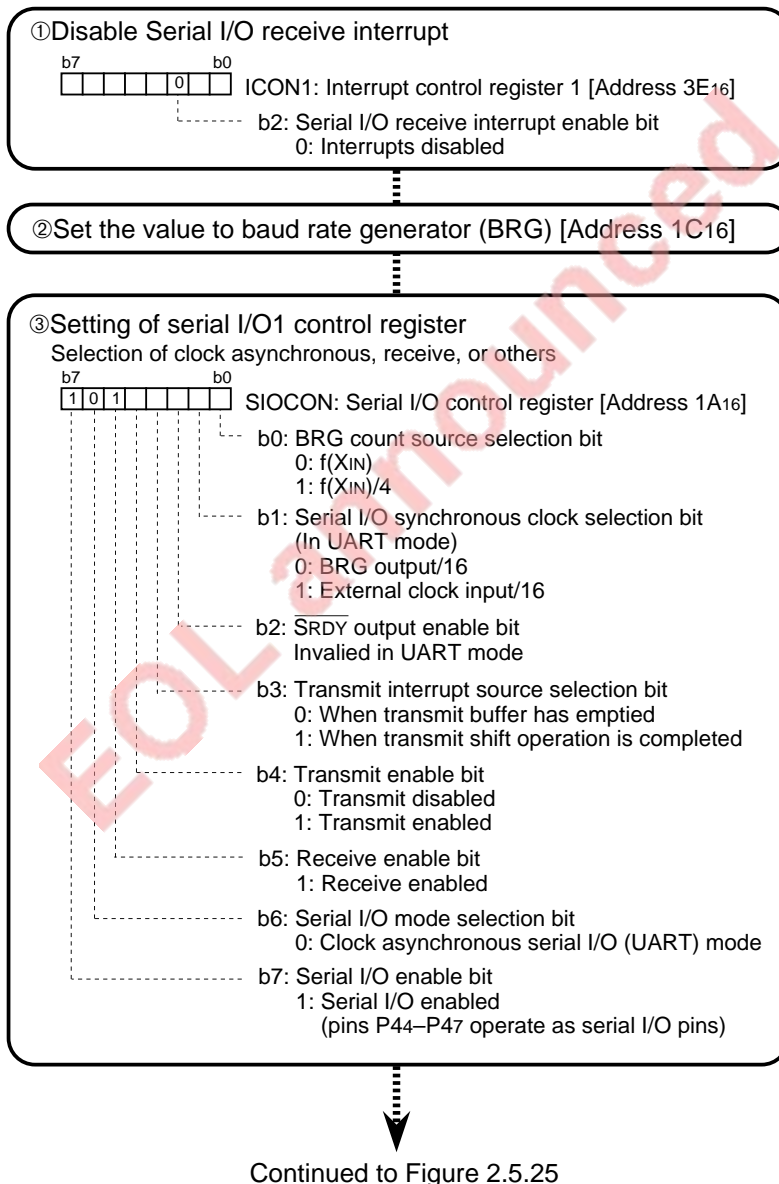 ①Disable Serial I/O receive interrupt
b7 b0
0 ICON1: Interrupt control register 1 [Address 3E16]
b2: Serial I/O receive interrupt enable bit
0: Interrupts disabled
②Set the value to baud rate generator (BRG) [Address 1C16]
③Setting of serial I/O1 control register
Selection of clock asynchronous, receive, or others
b7 b0
1 0 1 SIOCON: Serial I/O control register [Address 1A16]
b0: BRG count source selection bit
0: f(XIN)
1: f(XIN)/4
b1: Serial I/O synchronous clock selection bit
(In UART mode)
0: BRG output/16
1: External clock input/16
b2: SRDY output enable bit
Invalied in UART mode
b3: Transmit interrupt source selection bit
0: When transmit buffer has emptied
1: When transmit shift operation is completed
b4: Transmit enable bit
0: Transmit disabled
1: Transmit enabled
b5: Receive enable bit
1: Receive enabled
b6: Serial I/O mode selection bit
0: Clock asynchronous serial I/O (UART) mode
b7: Serial I/O enable bit
1: Serial I/O enabled
(pins P44–P47 operate as serial I/O pins)
Continued to Figure 2.5.25
EOL announced